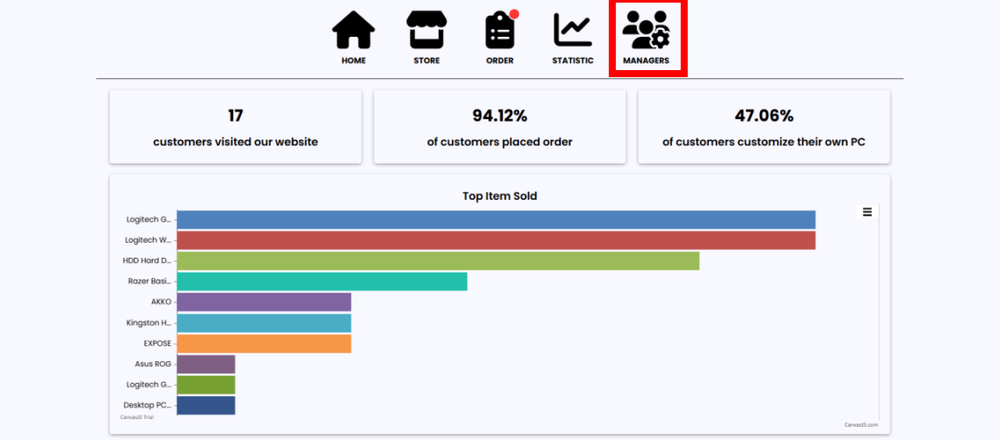 HOME
STORE
ORDER
STATISTIC
MANAGERS
17
customers visited our website
94.12%
of customers placed order
47.06%
of customers customize their own PC
Top Item Sold
Logitech G...
Logitech W...
HDD Hard D...
Razer Basi...
AKKO
Kingston H...
EXPOSE
Asus ROG
Logitech G...
Desktop PC...
CanvasJS Trial
CanvasJS.com